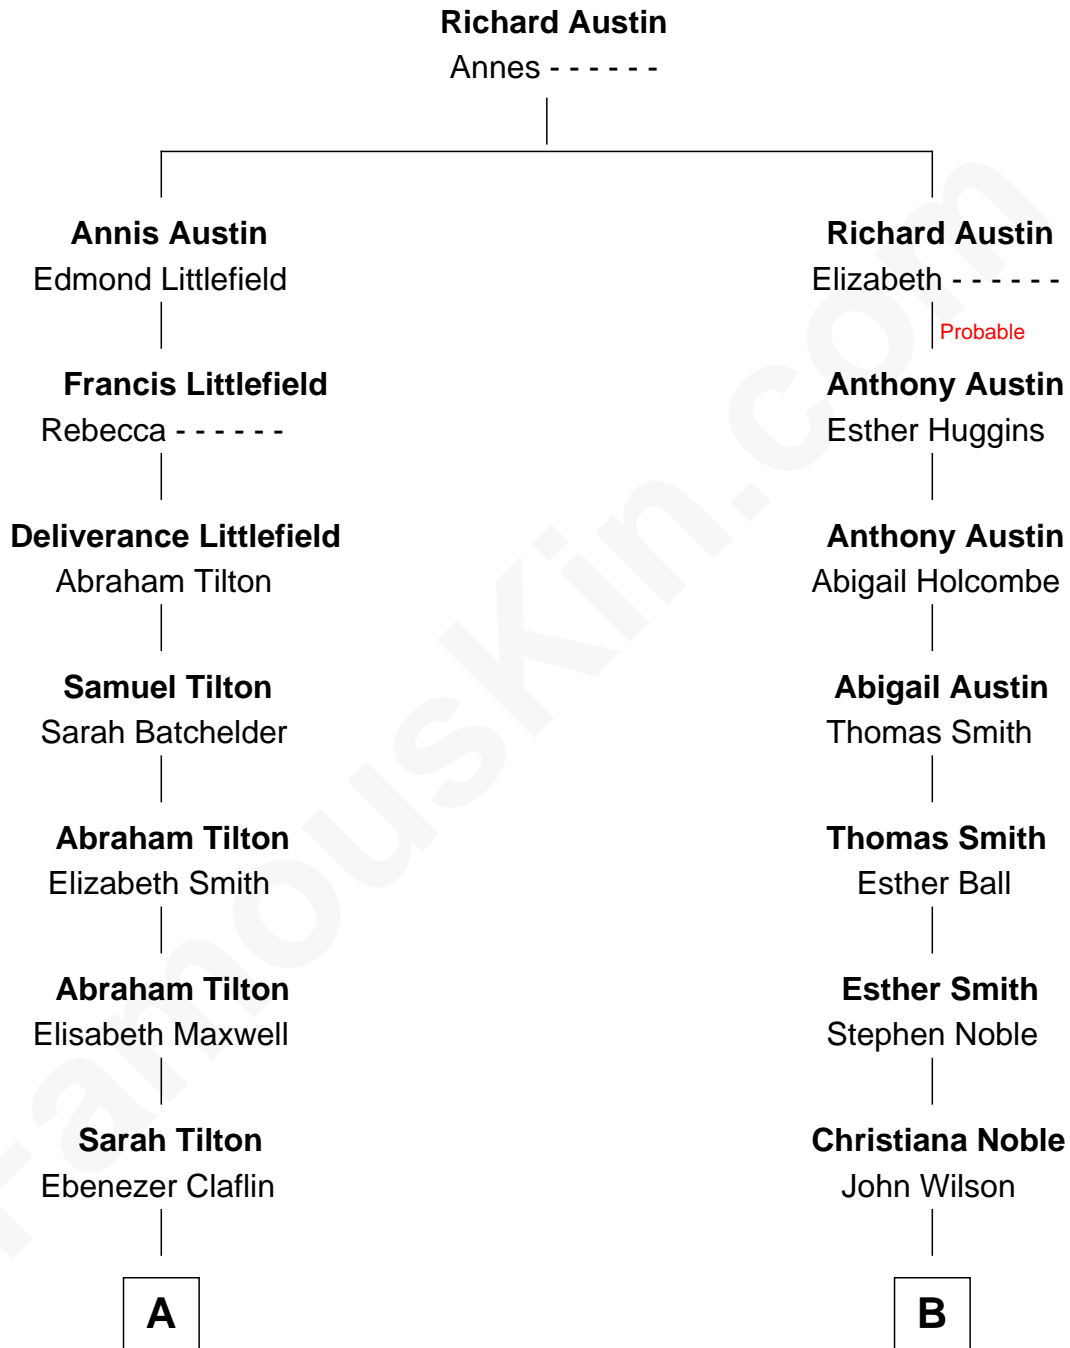 Richard Austin
Annes - - - - - -
Annis Austin
Edmond Littlefield
Richard Austin
Elizabeth - - - - - -
Probable
Francis Littlefield
Rebecca - - - - - -
Anthony Austin
Esther Huggins
Deliverance Littlefield
Abraham Tilton
Anthony Austin
Abigail Holcombe
Samuel Tilton
Sarah Batchelder
Abigail Austin
Thomas Smith
Abraham Tilton
Elizabeth Smith
Thomas Smith
Esther Ball
Abraham Tilton
Elisabeth Maxwell
Esther Smith
Stephen Noble
Sarah Tilton
Ebenezer Claflin
Christiana Noble
John Wilson
A
B
FamousKin.com